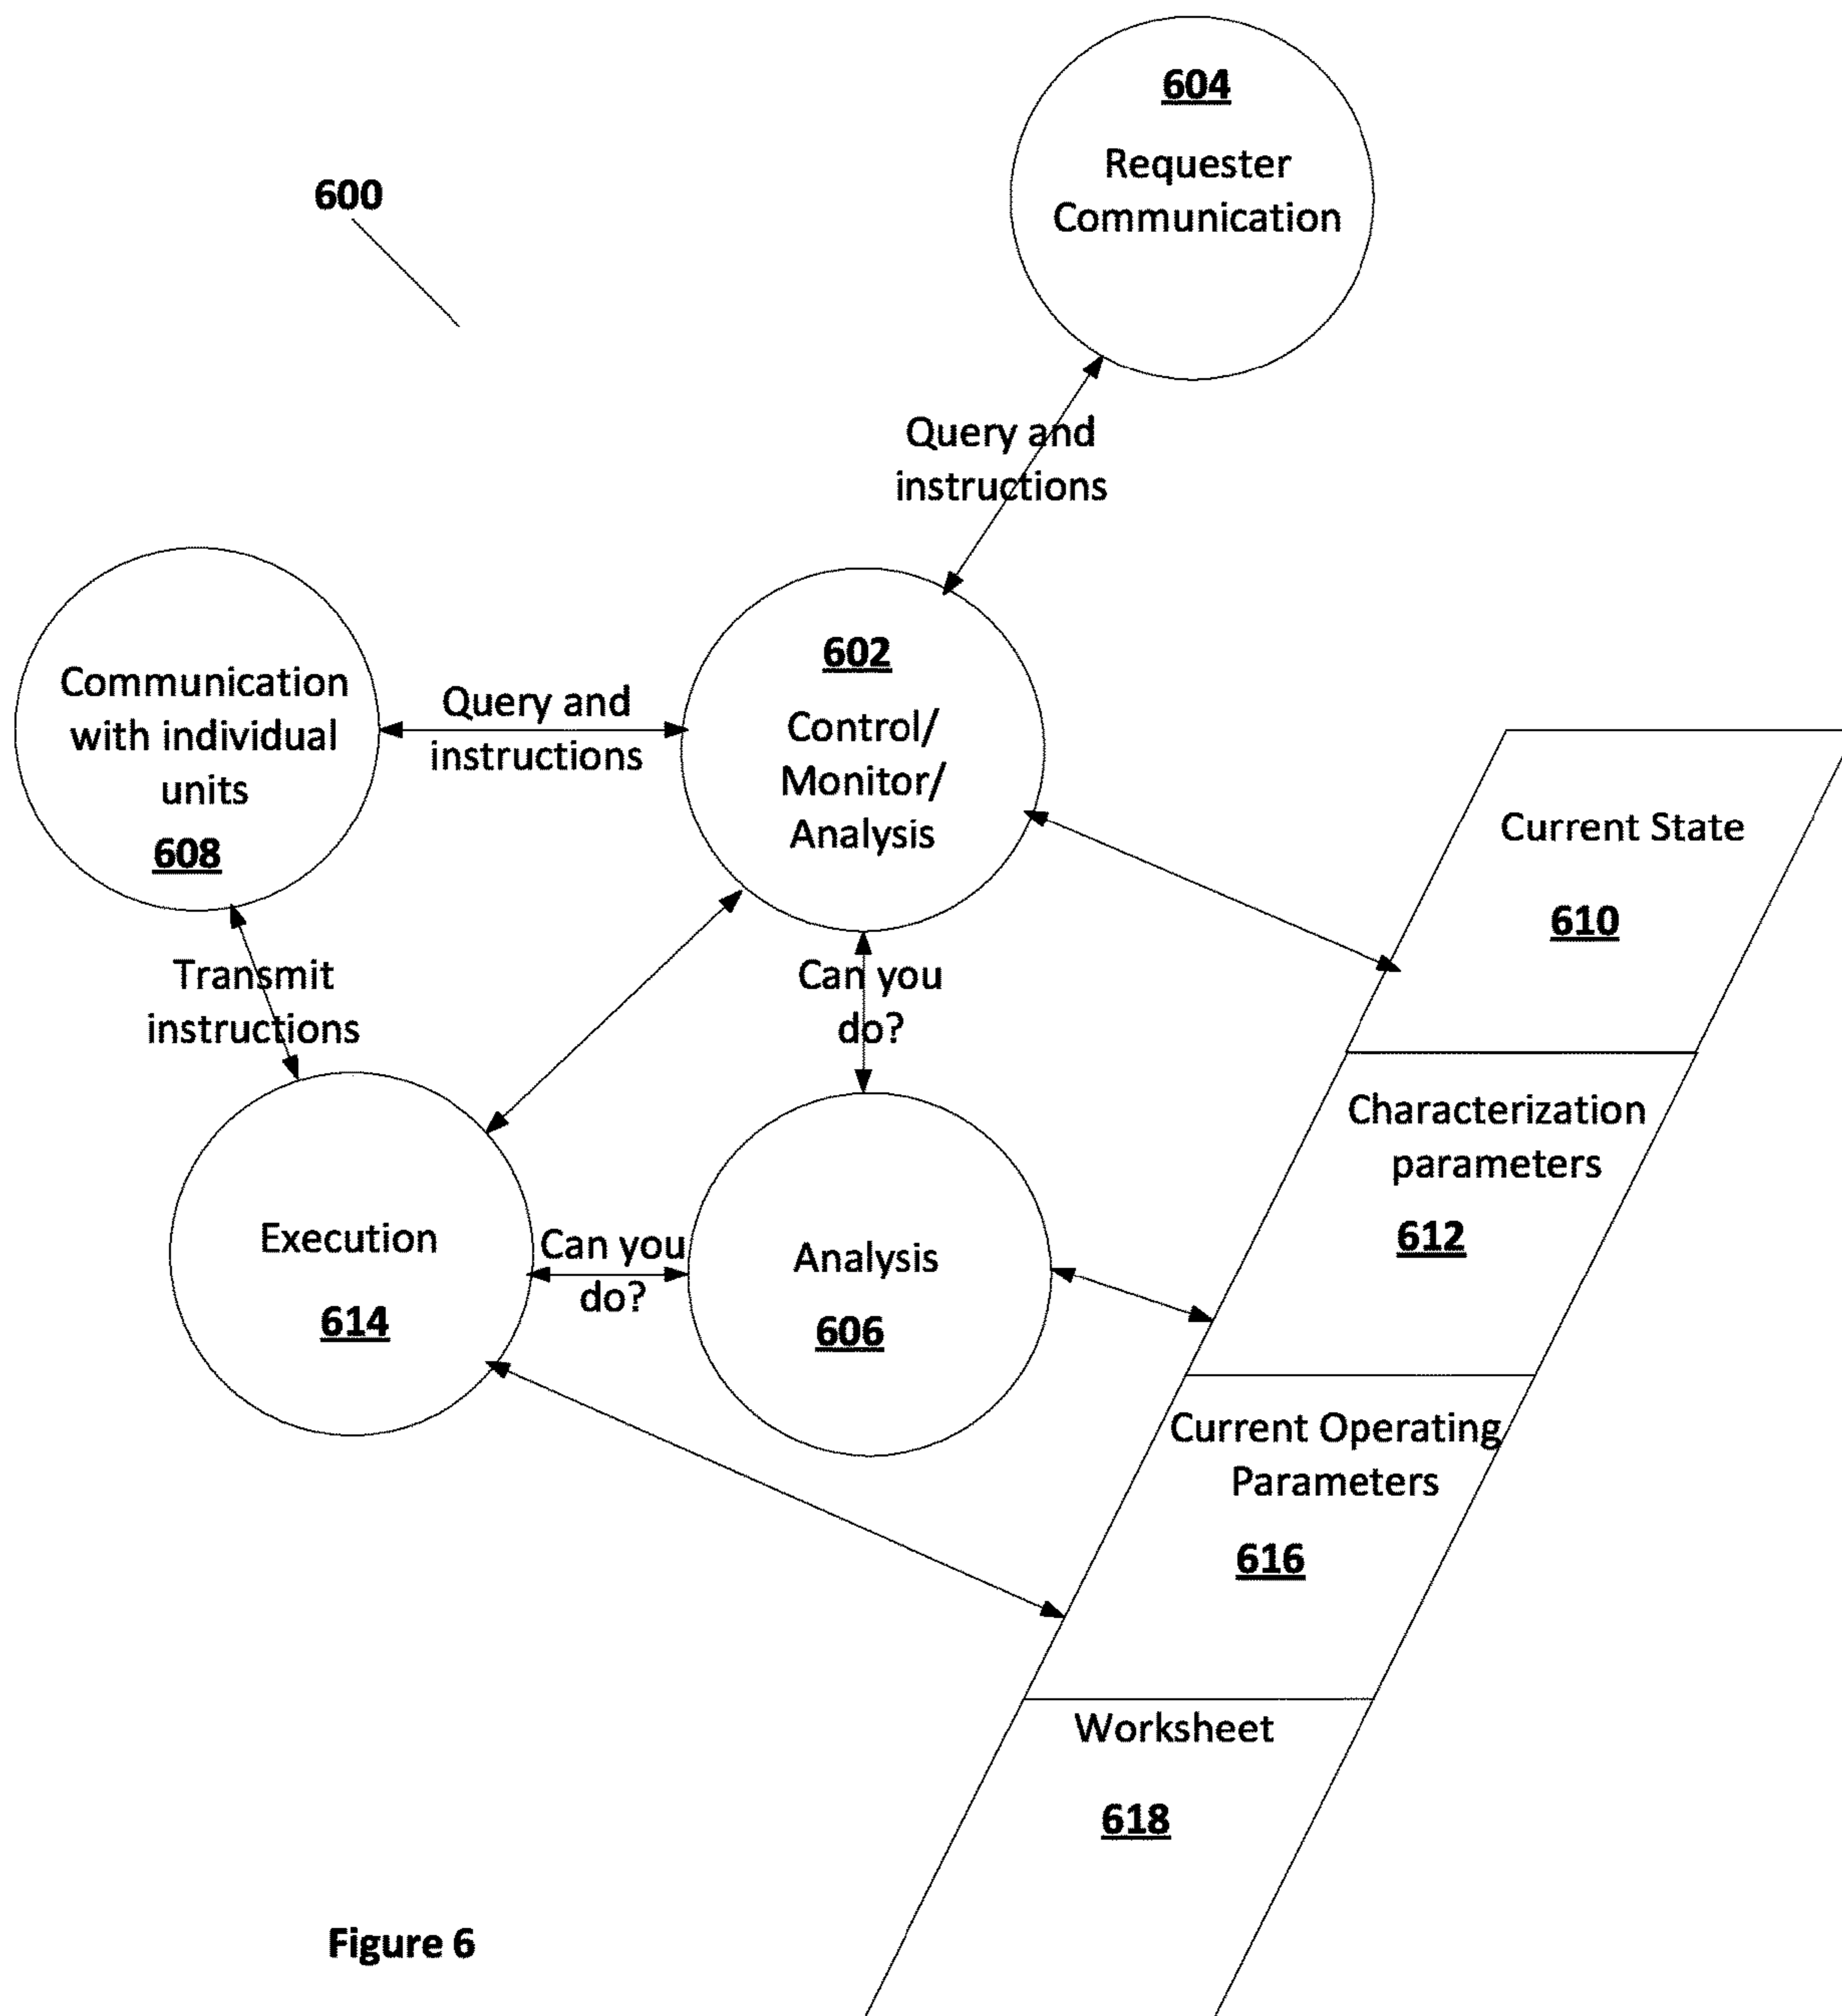 604
Requester
Communication
600
Query and
instructions
602
Control/
Monitor/
Analysis
Communication
with individual
units
608
Query and
instructions
Current State
610
Transmit
instructions
Can you
do?
Characterization
parameters
612
Execution
614
Can you
do?
Analysis
606
Current Operating
Parameters
616
Worksheet
618
Figure 6